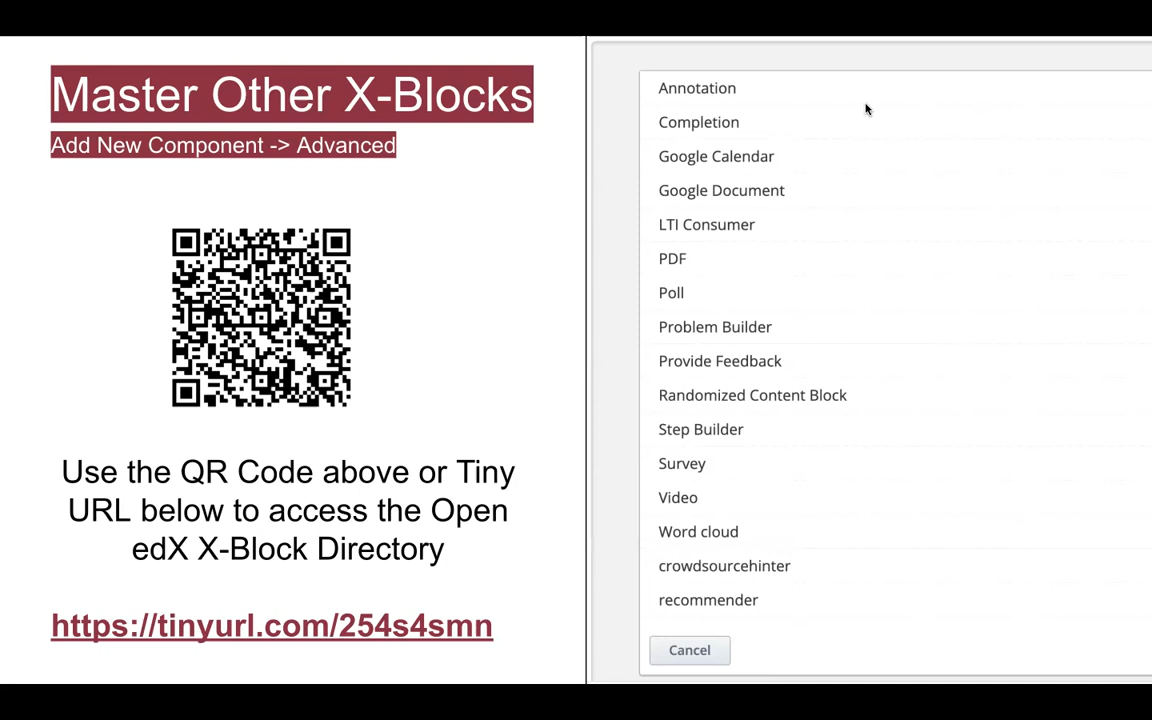 Master Other X-Blocks
Add New Component -> Advanced
Use the QR Code above or Tiny
URL below to access the Open
edX X-Block Directory
https://tinyurl.com/254s4smn
Annotation
Completion
Google Calendar
Google Document
LTI Consumer
PDF
Poll
Problem Builder
Provide Feedback
Randomized Content Block
Step Builder
Survey
Video
Word cloud
crowdsourcehinter
recommender
Cancel